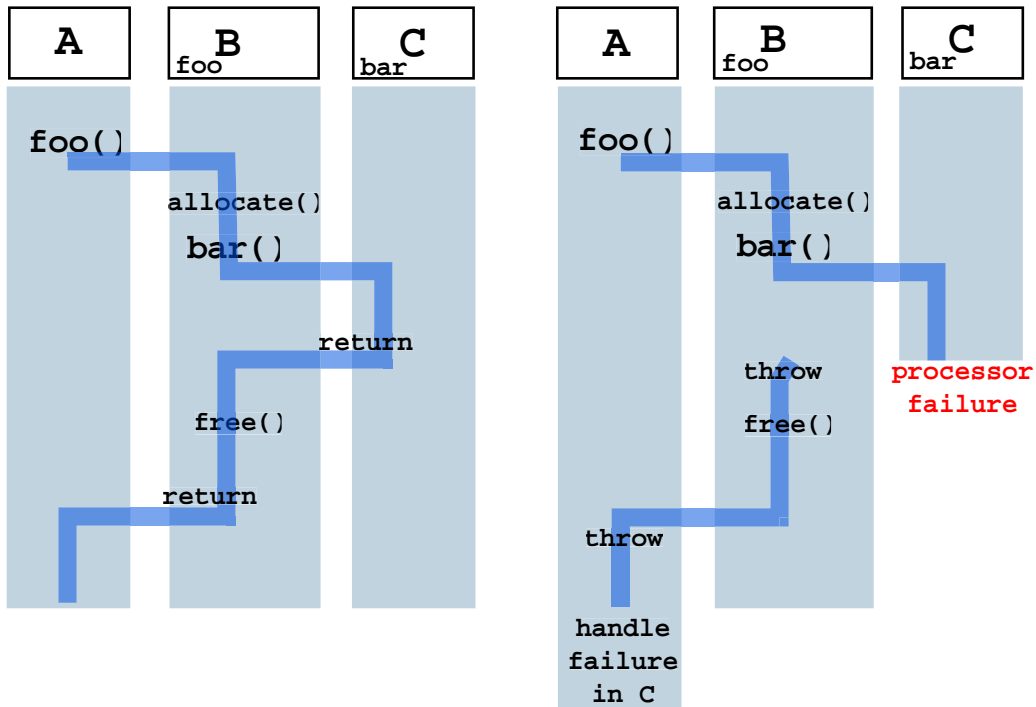 A
B
foo
C
bar
foo()
allocate()
bar()
return
free()
return
A
B
foo
C
bar
foo()
allocate()
bar()
throw
processor
failure
free()
throw
handle
failure
in C